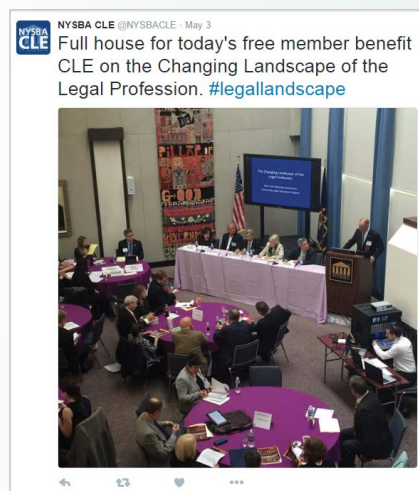 NYSBA
CLE
NYSBA CLE @NYSBACLE · May 3
Full house for today's free member benefit
CLE on the Changing Landscape of the
Legal Profession. #legallandscape
The Changing Landscape of the
Legal Profession